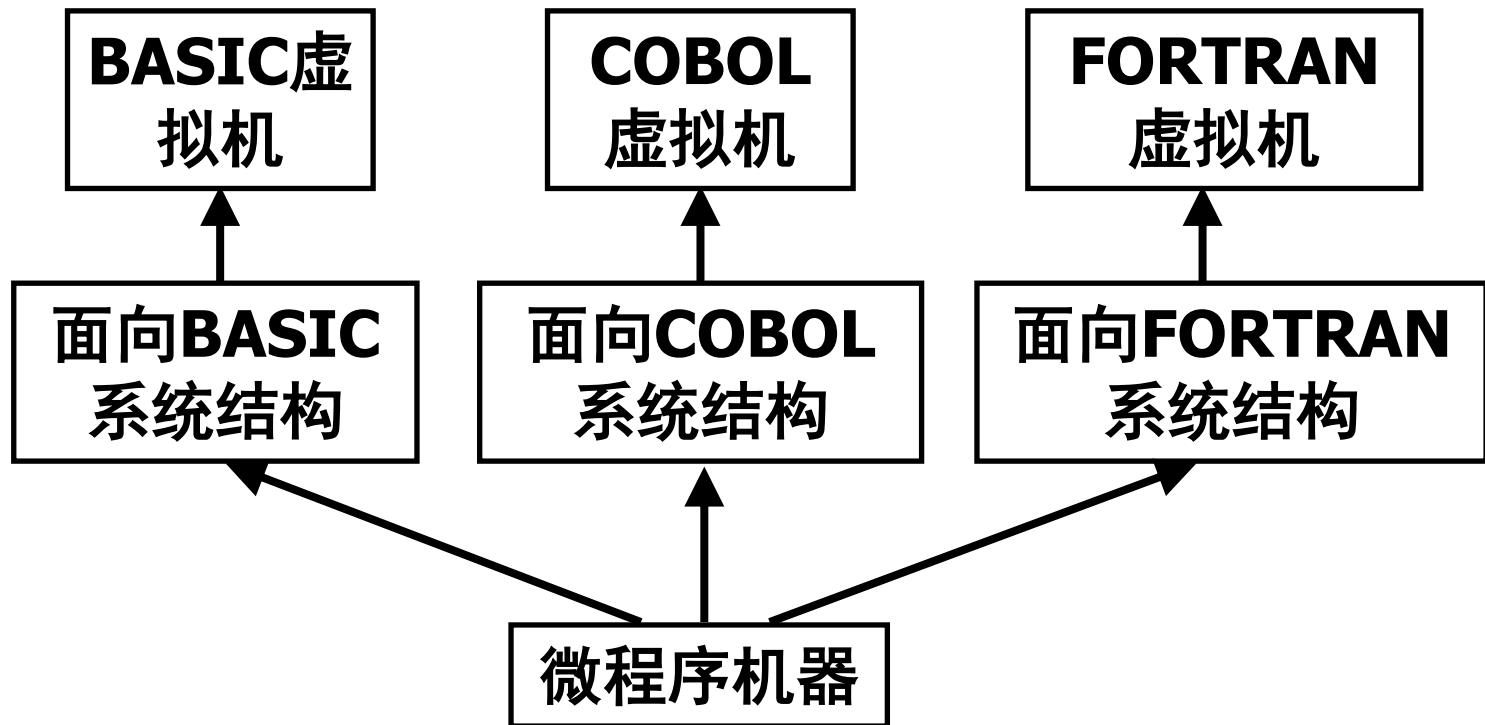 BASIC虚
拟机
COBOL
虚拟机
FORTRAN
虚拟机
面向BASIC
系统结构
面向COBOL
系统结构
面向FORTRAN
系统结构
微程序机器